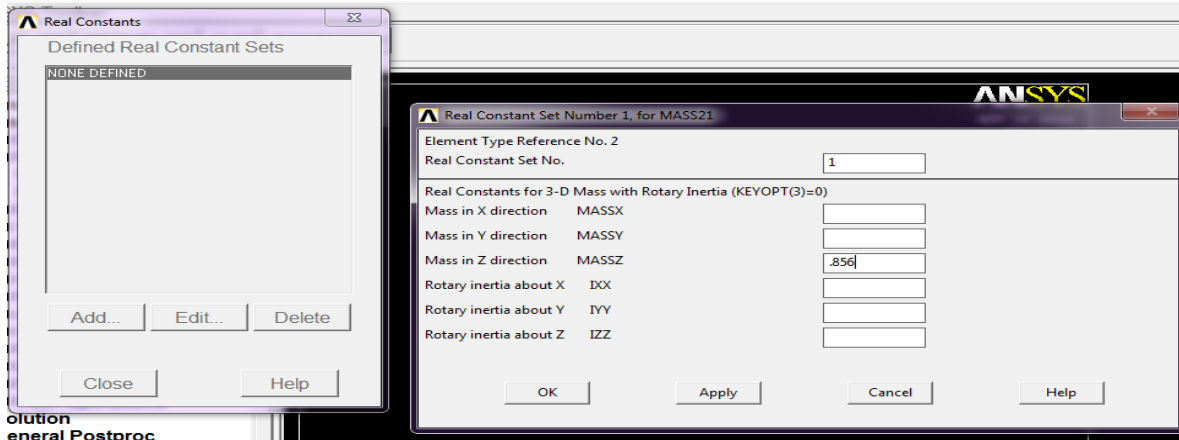 Real Constants
Defined Real Constant Sets
NONE DEFINED
Add...
Edit...
Delete
Close
Help
olution
eneral Postproc
ANSYS
Real Constant Set Number 1, for MASS21
Element Type Reference No. 2
Real Constant Set No. 1
Real Constants for 3-D Mass with Rotary Inertia (KEYOPT(3)=0)
Mass in X direction MASSX
Mass in Y direction MASSY
Mass in Z direction MASSZ .856
Rotary inertia about X IXX
Rotary inertia about Y IYY
Rotary inertia about Z IZZ
OK
Apply
Cancel
Help